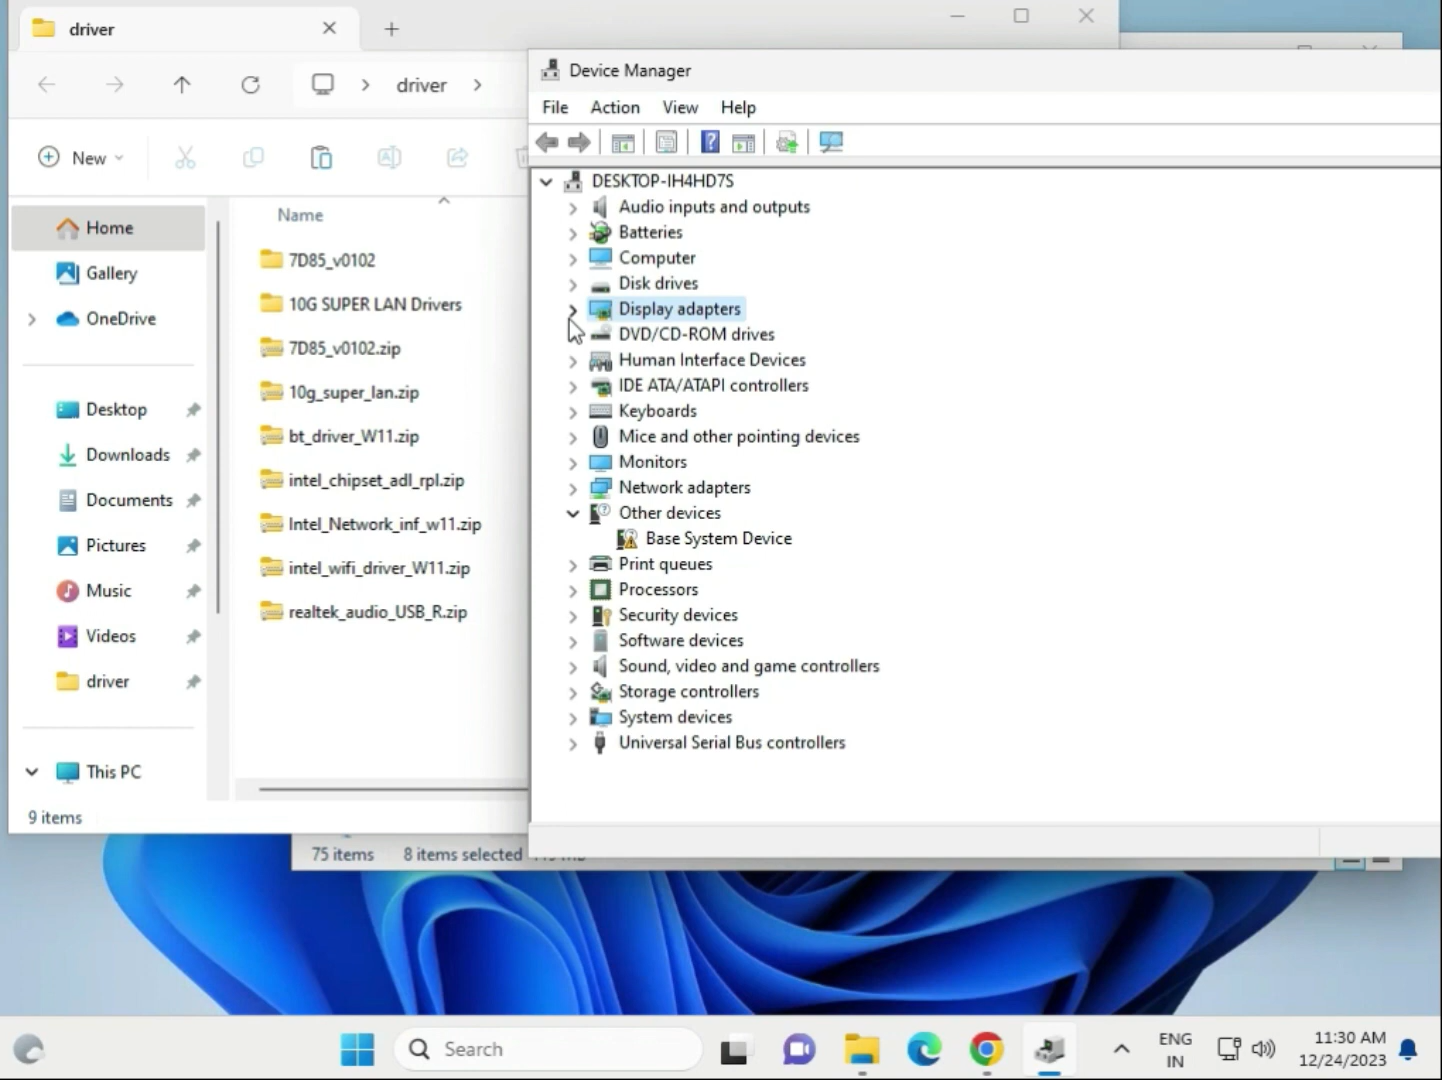 driver
driver
New
Home
Gallery
OneDrive
Desktop
Downloads
Documents
Pictures
Music
Videos
driver
This PC
9 items
Name
7D85_v0102
10G SUPER LAN Drivers
7D85_v0102.zip
10g_super_lan.zip
bt_driver_W11.zip
intel_chipset_adl_rpl.zip
Intel_Network_inf_w11.zip
intel_wifi_driver_W11.zip
realtek_audio_USB_R.zip
Device Manager
File Action View Help
DESKTOP-IH4HD7S
Audio inputs and outputs
Batteries
Computer
Disk drives
Display adapters
DVD/CD-ROM drives
Human Interface Devices
IDE ATA/ATAPI controllers
Keyboards
Mice and other pointing devices
Monitors
Network adapters
Other devices
Base System Device
Print queues
Processors
Security devices
Software devices
Sound, video and game controllers
Storage controllers
System devices
Universal Serial Bus controllers
75 items 8 items selected
Search
ENG
IN
11:30 AM
12/24/2023